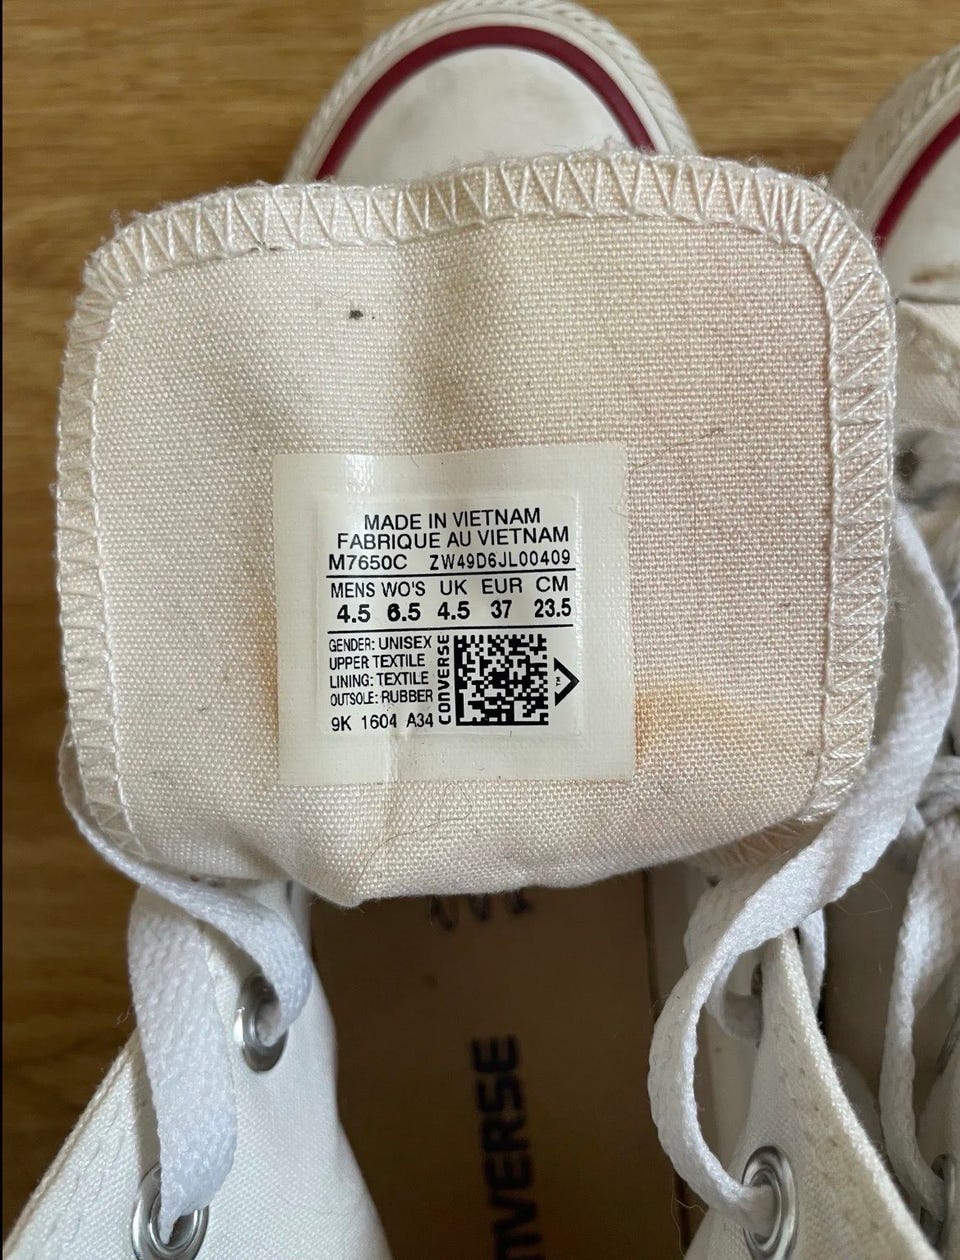 MADE IN VIETNAM
FABRIQUE AU VIETNAM
M7650C ZW49D6JL00409
MENS WO'S UK EUR CM
4.5 6.5 4.5 37 23.5
GENDER: UNISEX
UPPER TEXTILE
LINING: TEXTILE
OUTSOLE: RUBBER
9K 1604 A34
CONVERSE
NVERSE